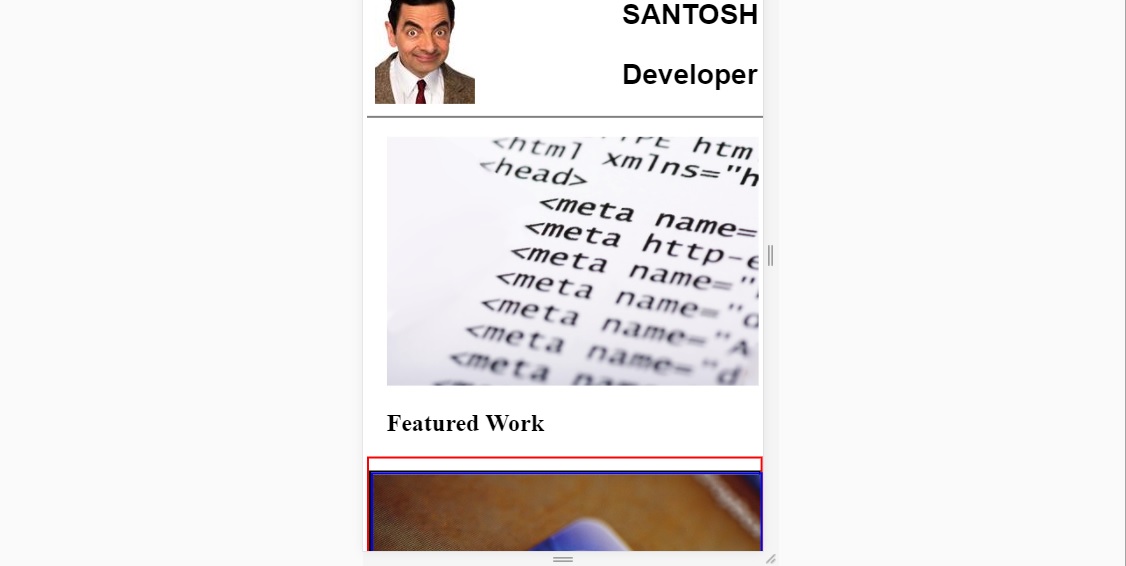 SANTOSH
Developer
htm
<html xmlns="h
<head>
<meta name=
<meta http-e
<meta name="
<meta name="d
<meta name="A
<meta name="d
<meta
Featured Work